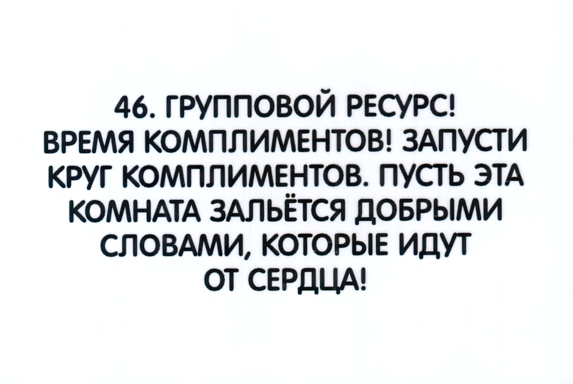 46. ГРУППОВОЙ РЕСУРС!
ВРЕМЯ КОМПЛИМЕНТОВ! ЗАПУСТИ
КРУГ КОМПЛИМЕНТОВ. ПУСТЬ ЭТА
КОМНАТА ЗАЛЬЁТСЯ ДОБРЫМИ
СЛОВАМИ, КОТОРЫЕ ИДУТ
ОТ СЕРДЦА!